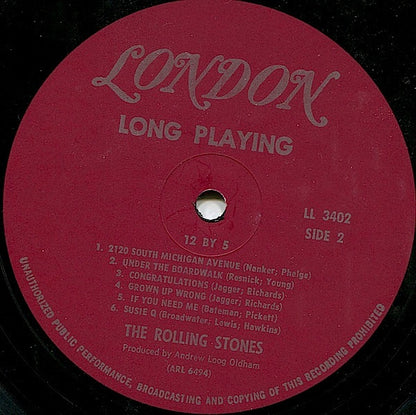 LONDON
LONG PLAYING
LL 3402
SIDE 2
12 BY 5
1. 2120 SOUTH MICHIGAN AVENUE (Nanker; Phelge)
2. UNDER THE BOARDWALK (Resnick; Young)
3. CONGRATULATIONS (Jagger; Richards)
4. GROWN UP WRONG (Jagger; Richards)
5. IF YOU NEED ME (Bateman; Pickett)
6. SUSIE Q (Broadwater; Lewis; Hawkins)
THE ROLLING STONES
Produced by Andrew Loog Oldham
(ARL 6494)
UNAUTHORIZED PUBLIC PERFORMANCE, BROADCASTING AND COPYING OF THIS RECORDING PROHIBITED